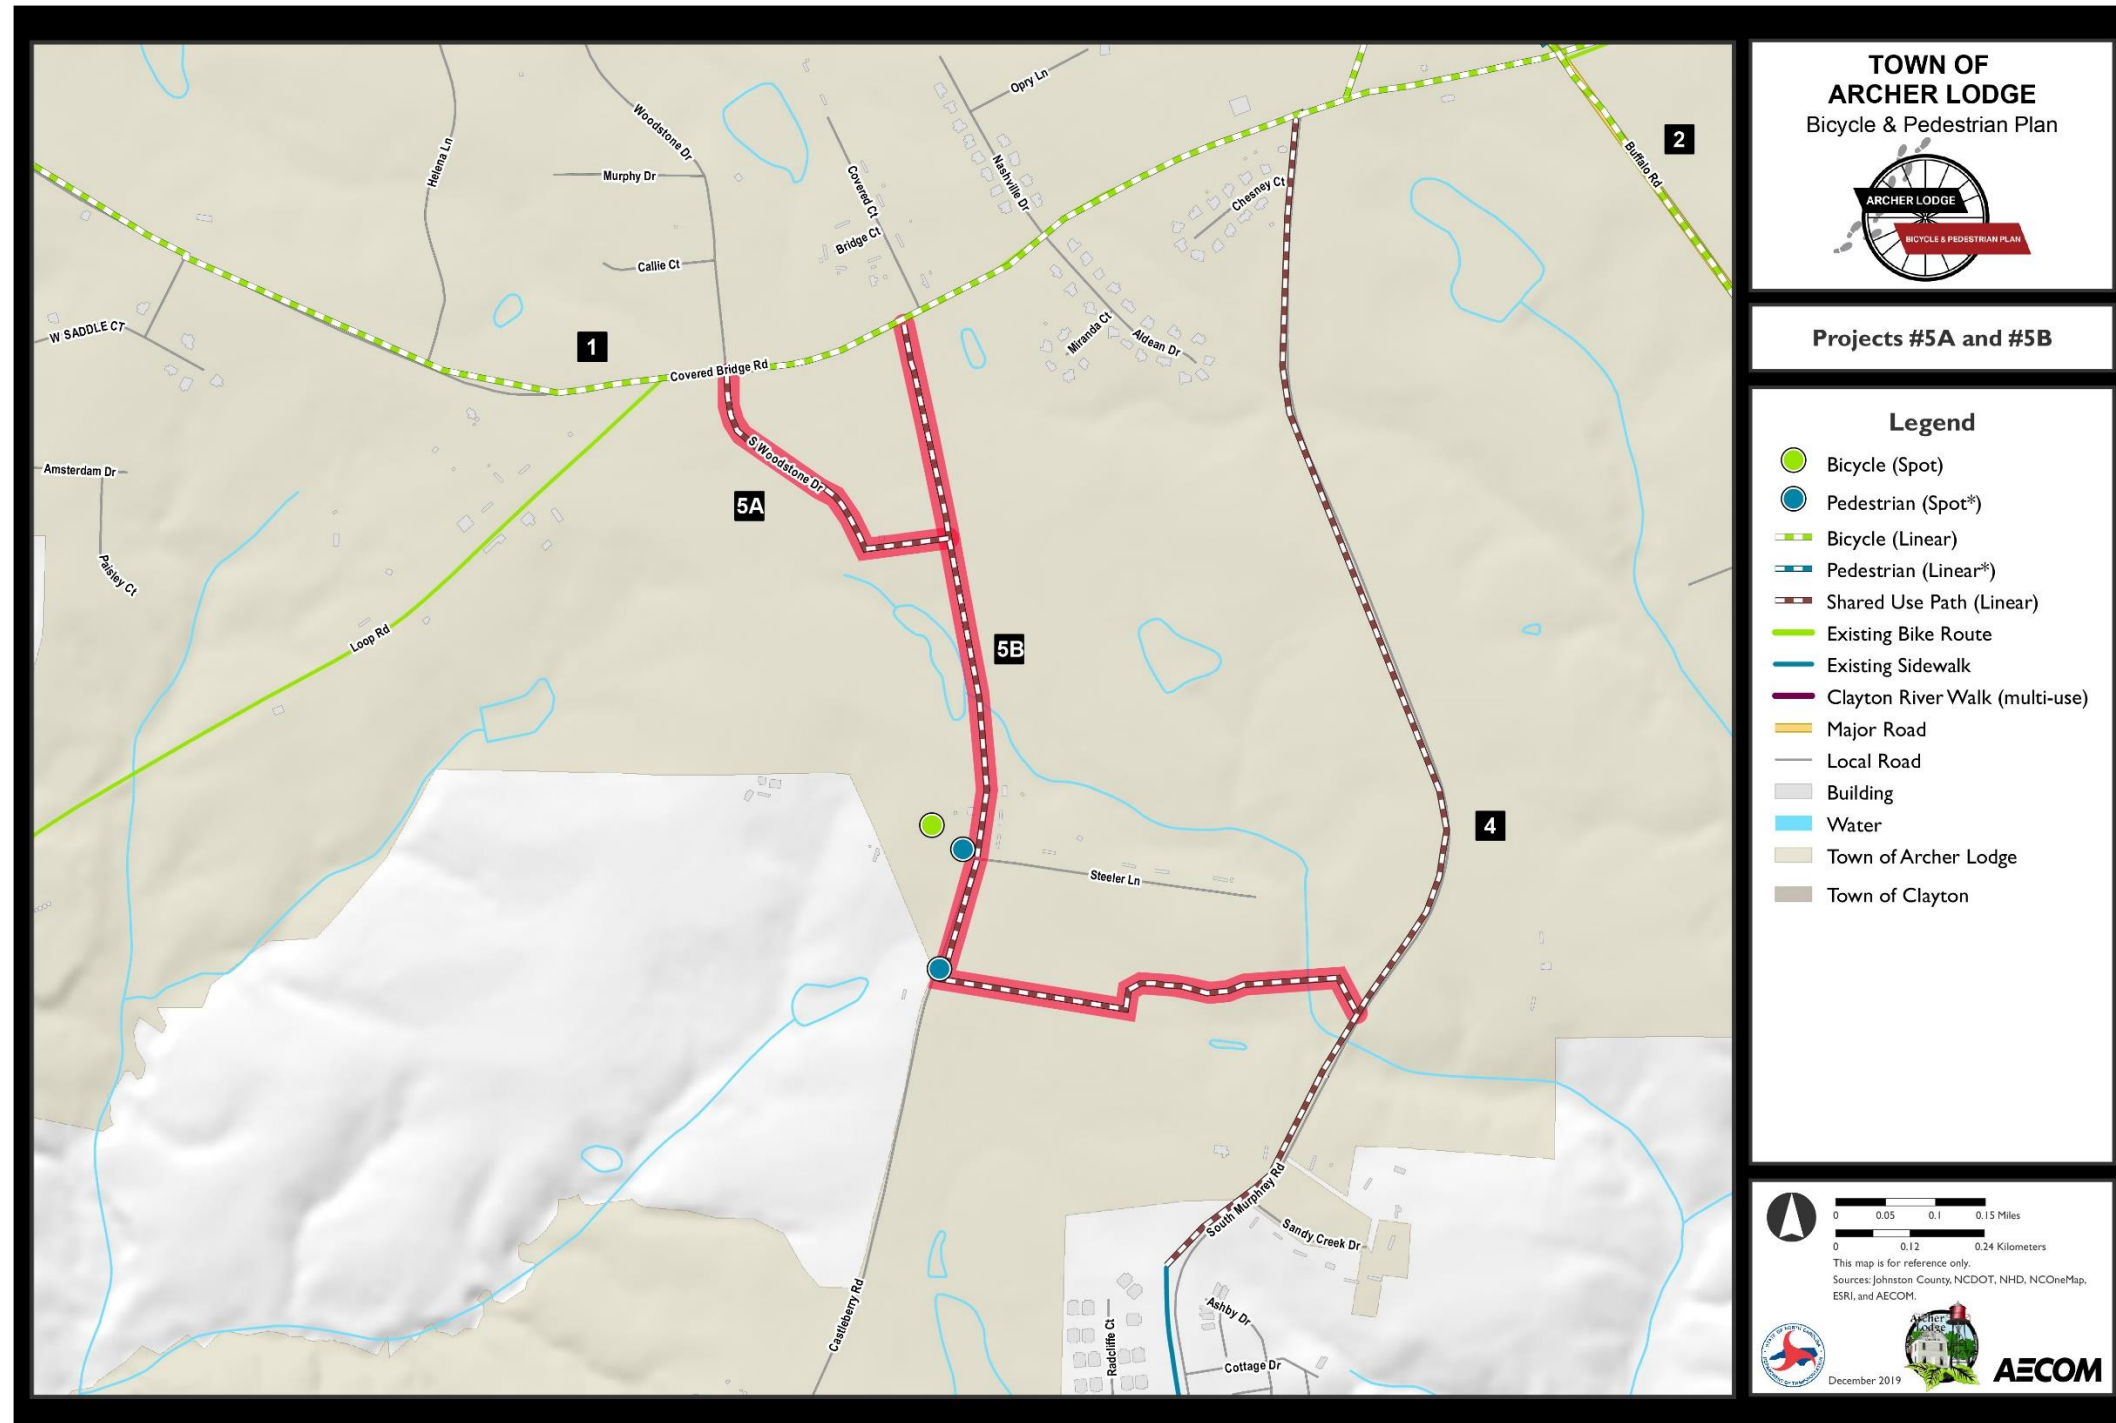 Opry Ln
Woodstone Dr
Helena Ln
Murphy Dr
Covered Ct
Bridge Ct
Nashville Dr
Chesney Ct
Buffalo Rd
2
Callie Ct
W SADDLE CT
1
Covered Bridge Rd
Miranda Ct
Aldean Dr
S Woodstone Dr
Amsterdam Dr
5A
Paisley Ct
Loop Rd
5B
4
Steeler Ln
South Murphrey Rd
Sandy Creek Dr
Castleberry Rd
Radcliffe Ct
Ashby Dr
Cottage Dr
TOWN OF
ARCHER LODGE
Bicycle & Pedestrian Plan
ARCHER LODGE
BICYCLE & PEDESTRIAN PLAN
Projects #5A and #5B
Legend
Bicycle (Spot)
Pedestrian (Spot*)
Bicycle (Linear)
Pedestrian (Linear*)
Shared Use Path (Linear)
Existing Bike Route
Existing Sidewalk
Clayton River Walk (multi-use)
Major Road
Local Road
Building
Water
Town of Archer Lodge
Town of Clayton
0 0.05 0.1 0.15 Miles
0 0.12 0.24 Kilometers
This map is for reference only.
Sources: Johnston County, NCDOT, NHD, NCOneMap,
ESRI, and AECOM.
Archer
Lodge
December 2019
AECOM